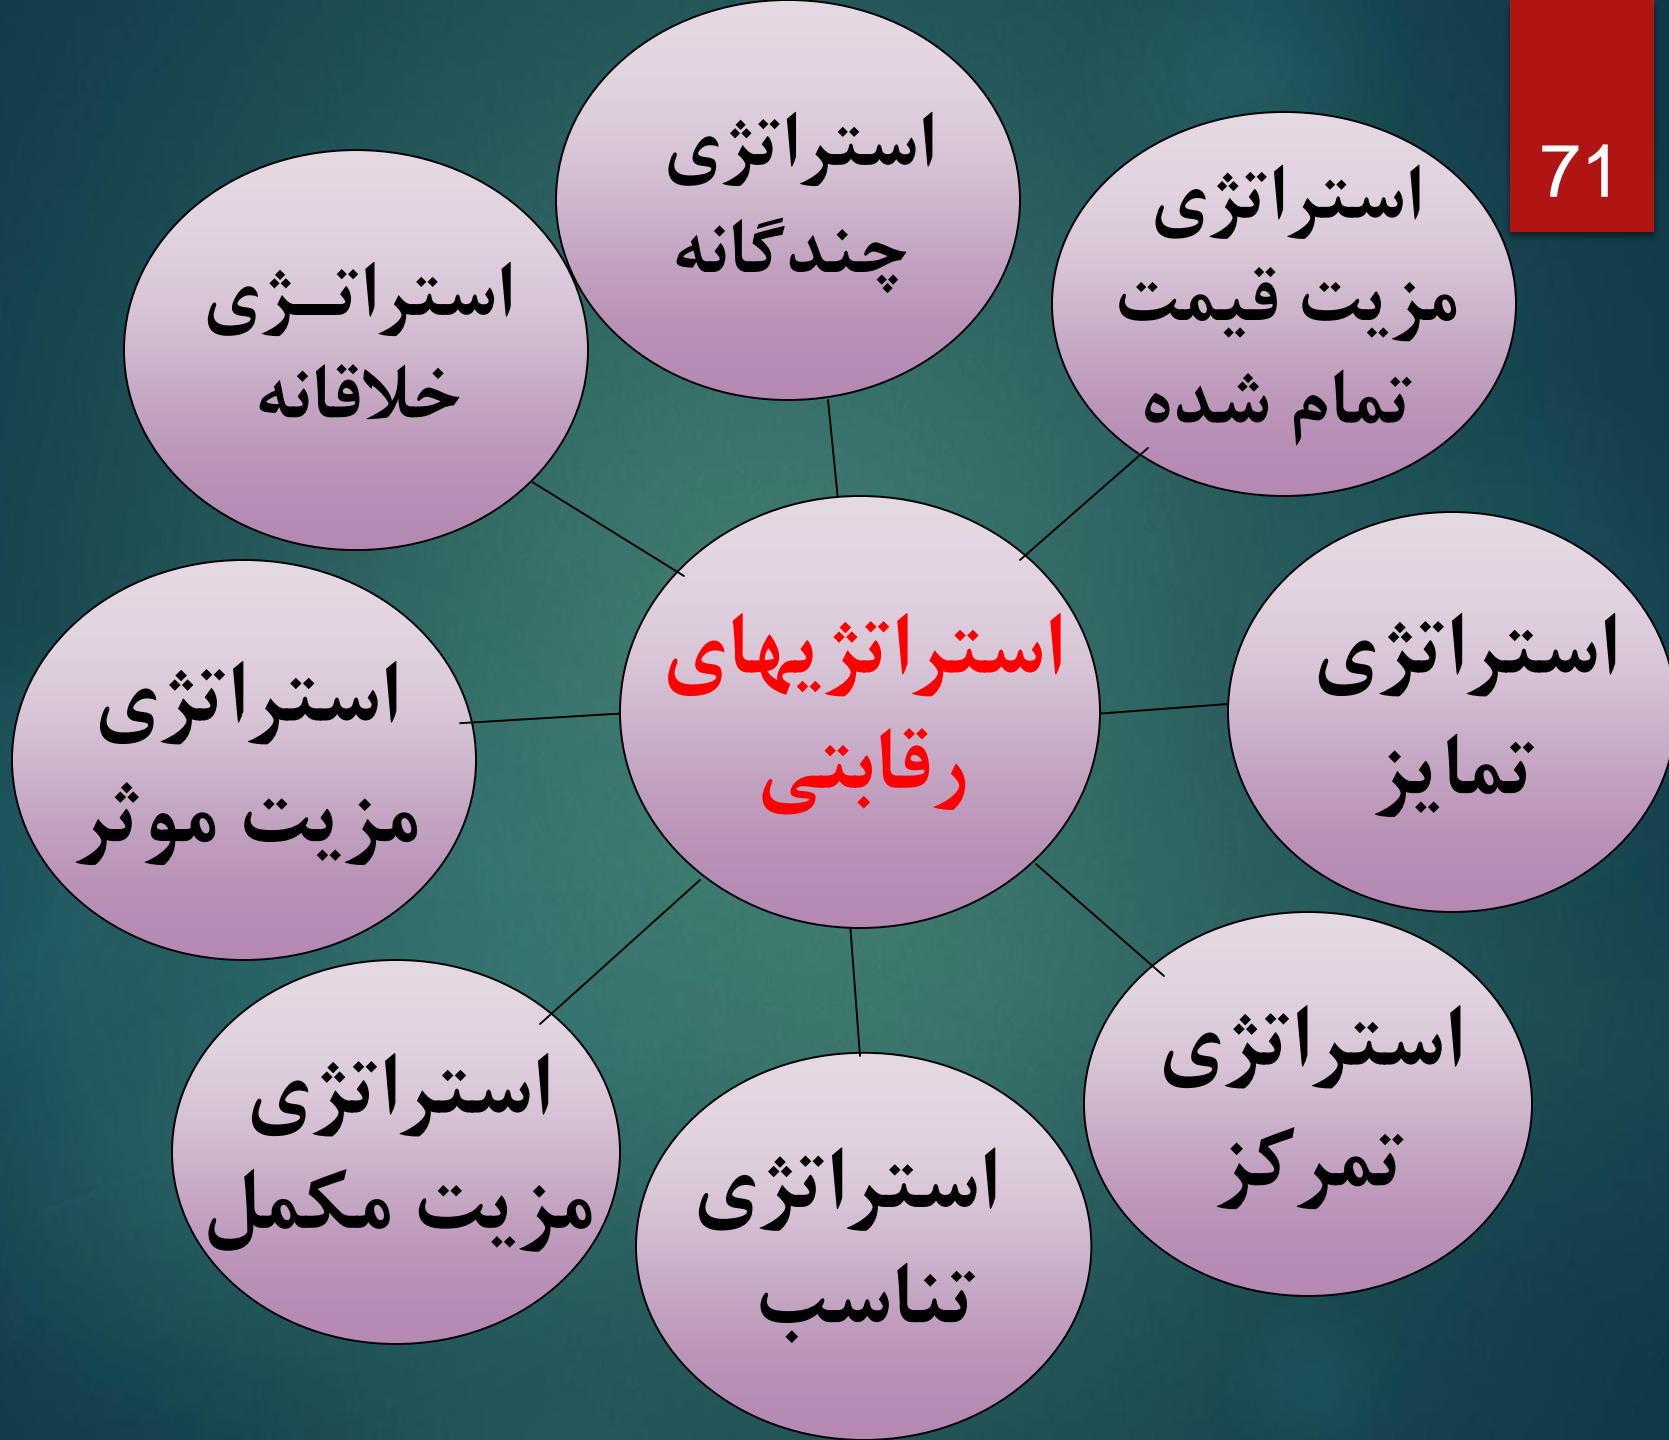 71
استراتژی
چندگانه
استراتژی
مزیت قیمت
تمام شده
استراتژی
تمایز
استراتژی
تمرکز
استراتژی
تناسب
استراتژی
مزیت مکمل
استراتژی
مزیت موثر
استراتــژی
خلاقانه
استراتژیهای
رقابتی